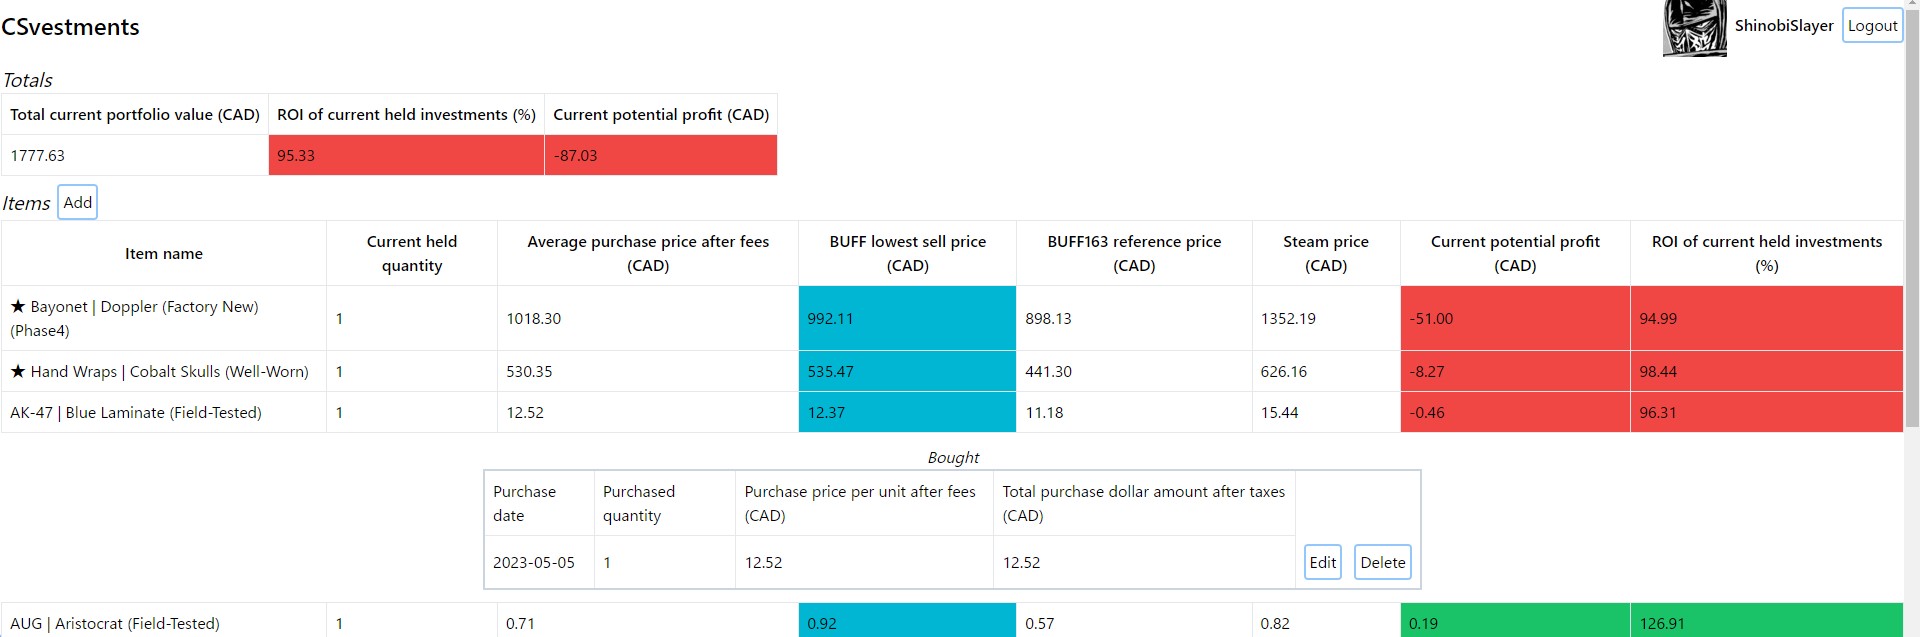 CSvestments
ShinobiSlayer Logout
Totals
Total current portfolio value (CAD) ROI of current held investments (%) Current potential profit (CAD)
1777.63 95.33 -87.03
Items Add
Item name Current held quantity Average purchase price after fees (CAD) BUFF lowest sell price (CAD) BUFF163 reference price (CAD) Steam price (CAD) Current potential profit (CAD) ROI of current held investments (%)
★ Bayonet | Doppler (Factory New) (Phase4) 1 1018.30 992.11 898.13 1352.19 -51.00 94.99
★ Hand Wraps | Cobalt Skulls (Well-Worn) 1 530.35 535.47 441.30 626.16 -8.27 98.44
AK-47 | Blue Laminate (Field-Tested) 1 12.52 12.37 11.18 15.44 -0.46 96.31
Bought
Purchase date Purchased quantity Purchase price per unit after fees (CAD) Total purchase dollar amount after taxes (CAD)
2023-05-05 1 12.52 12.52 Edit Delete
AUG | Aristocrat (Field-Tested) 1 0.71 0.92 0.57 0.82 0.19 126.91